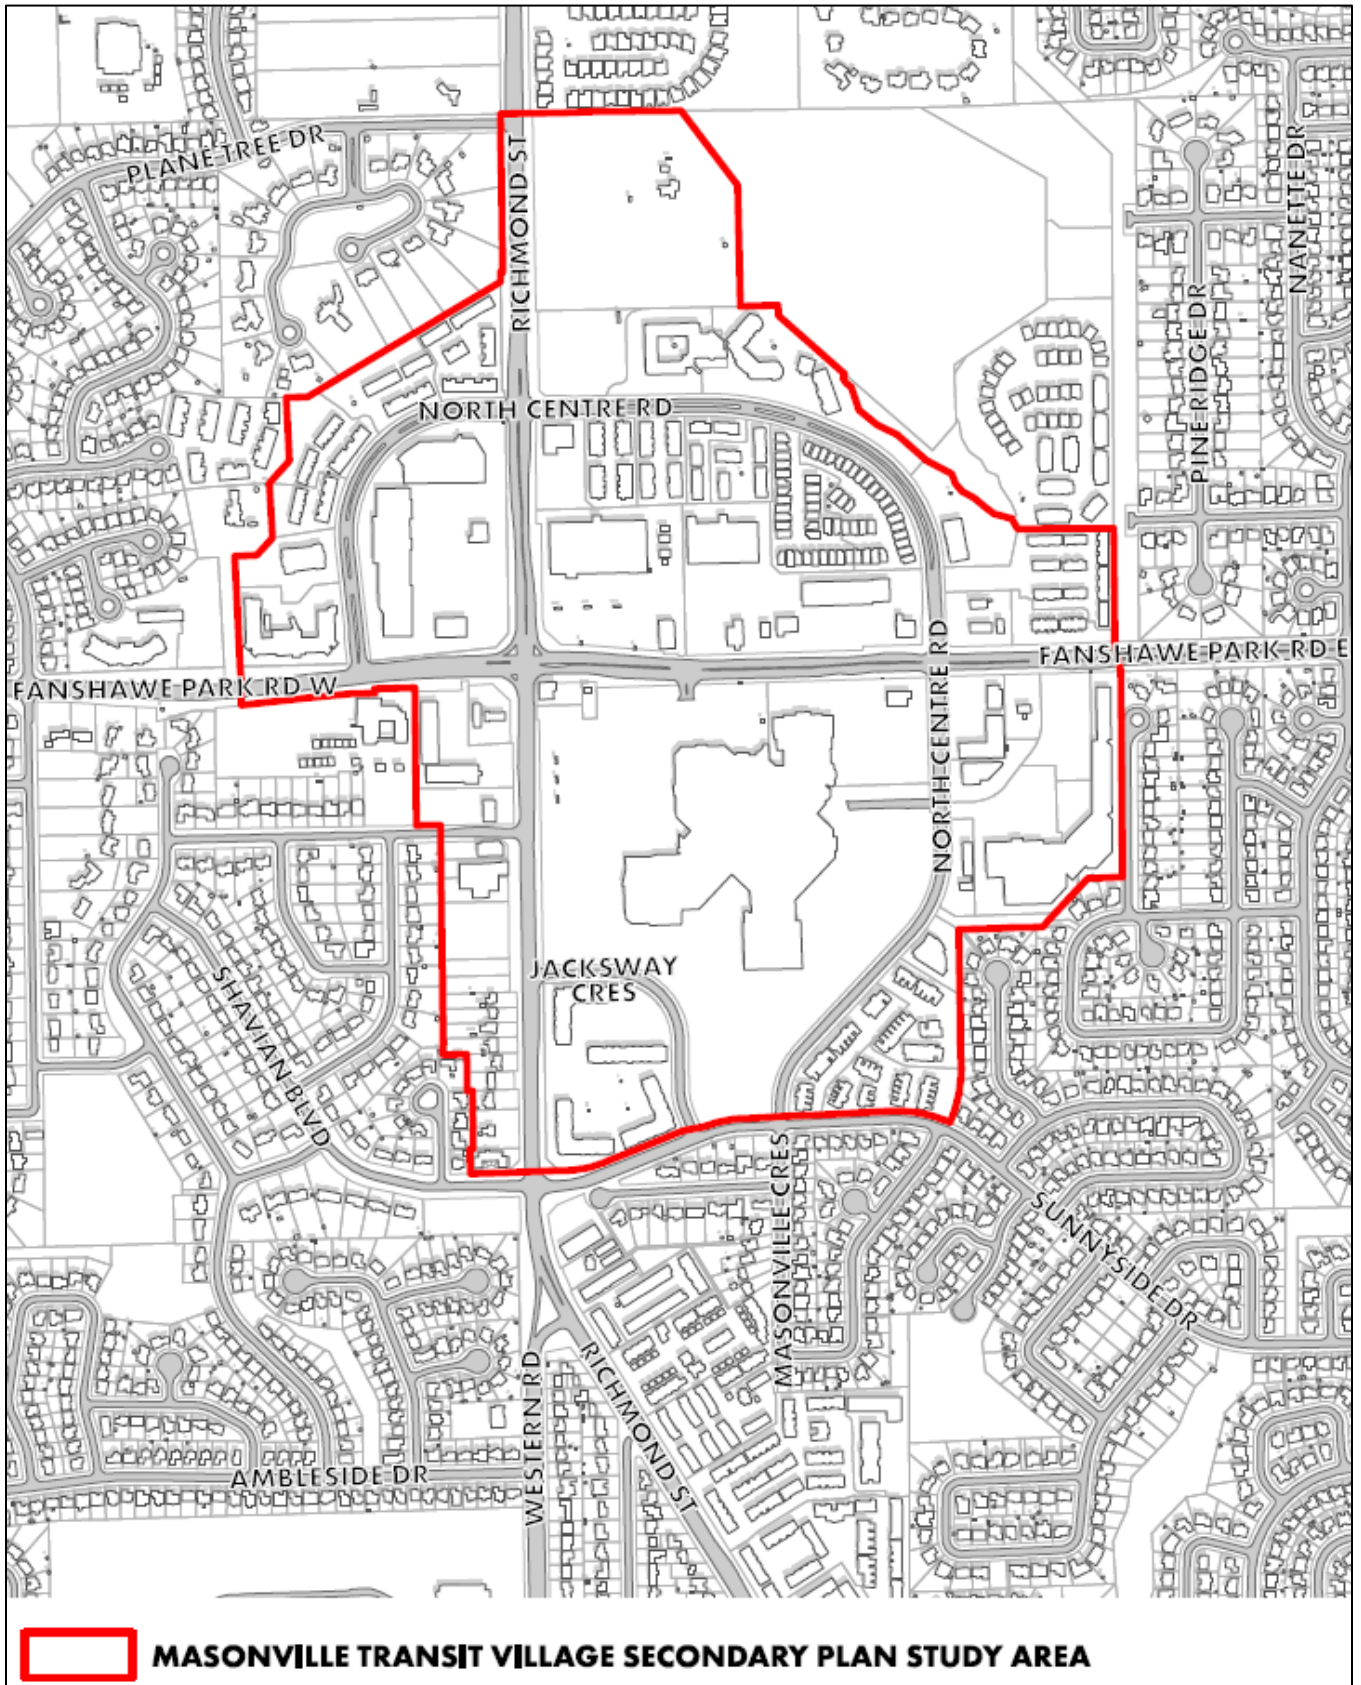 PLANE TREE DR
RICHMOND ST
NANETTE DR
PINERIDGE DR
NORTH CENTRE RD
FANSHAWE PARK RD W
FANSHAWE PARK RD E
NORTH CENTRE RD
JACKSWAY
CRES
SHAVIAN BLVD
MASONVILLE CRES
SUNNYSIDE DR
WESTERN RD
RICHMOND ST
AMBLESIDE DR
MASONVILLE TRANSIT VILLAGE SECONDARY PLAN STUDY AREA